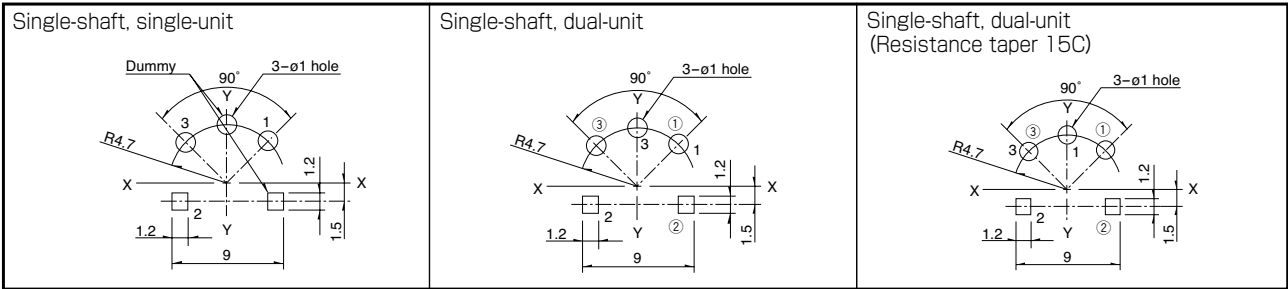 Single-shaft, single-unit
Dummy
3–ø1 hole
90°
Y
3
1
R4.7
1.2
X
X
2
1.2
Y
1.5
9
Single-shaft, dual-unit
3–ø1 hole
90°
Y
③
①
3
1
R4.7
1.2
X
X
2
②
1.2
Y
1.5
9
Single-shaft, dual-unit
(Resistance taper 15C)
3–ø1 hole
90°
Y
③
①
3
1
R4.7
1.2
X
X
2
②
1.2
Y
1.5
9